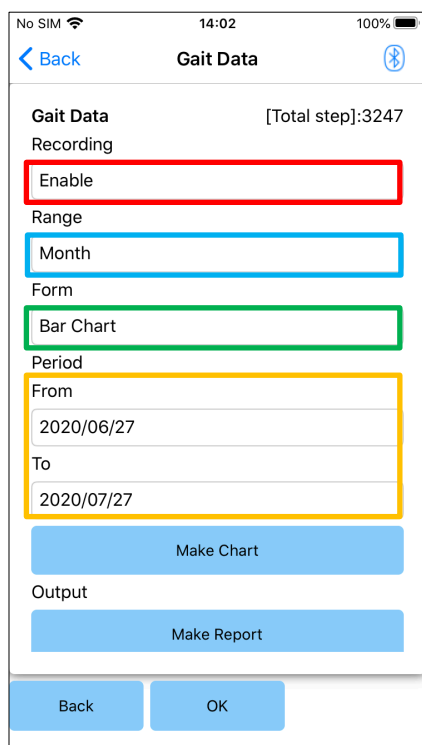 No SIM 14:02 100%
Back Gait Data
Gait Data [Total step]:3247
Recording
Enable
Range
Month
Form
Bar Chart
Period
From
2020/06/27
To
2020/07/27
Make Chart
Output
Make Report
Back OK